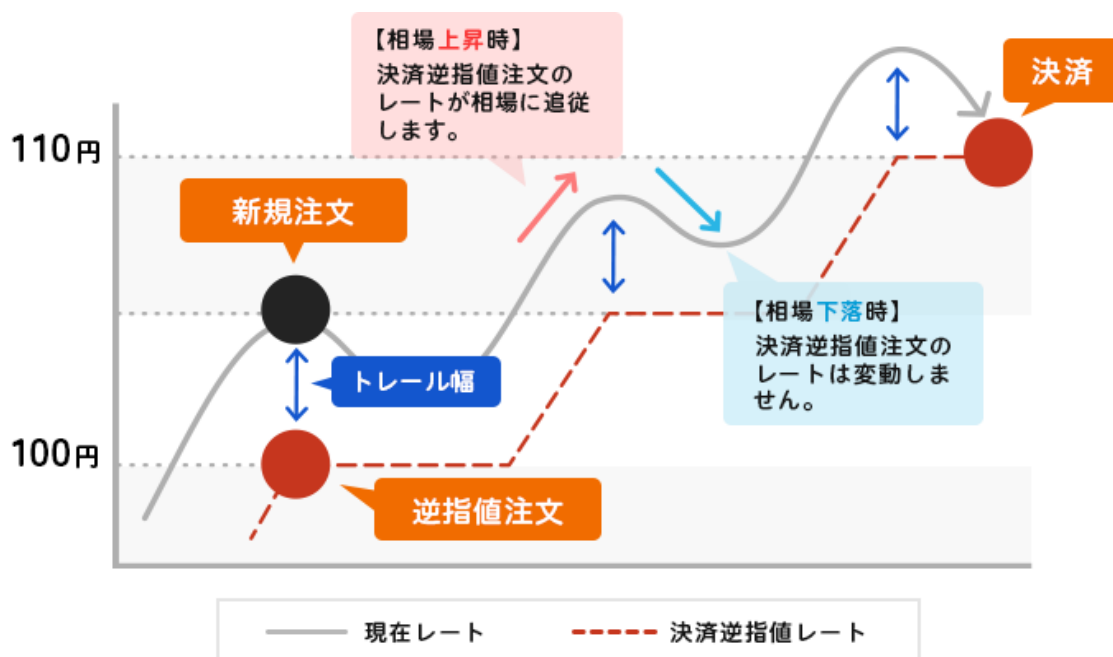 【相場上昇時】
決済逆指値注文の
レートが相場に追従
します。
決済
110円
新規注文
【相場下落時】
決済逆指値注文の
レートは変動しま
せん。
トレール幅
100円
逆指値注文
現在レート
決済逆指値レート